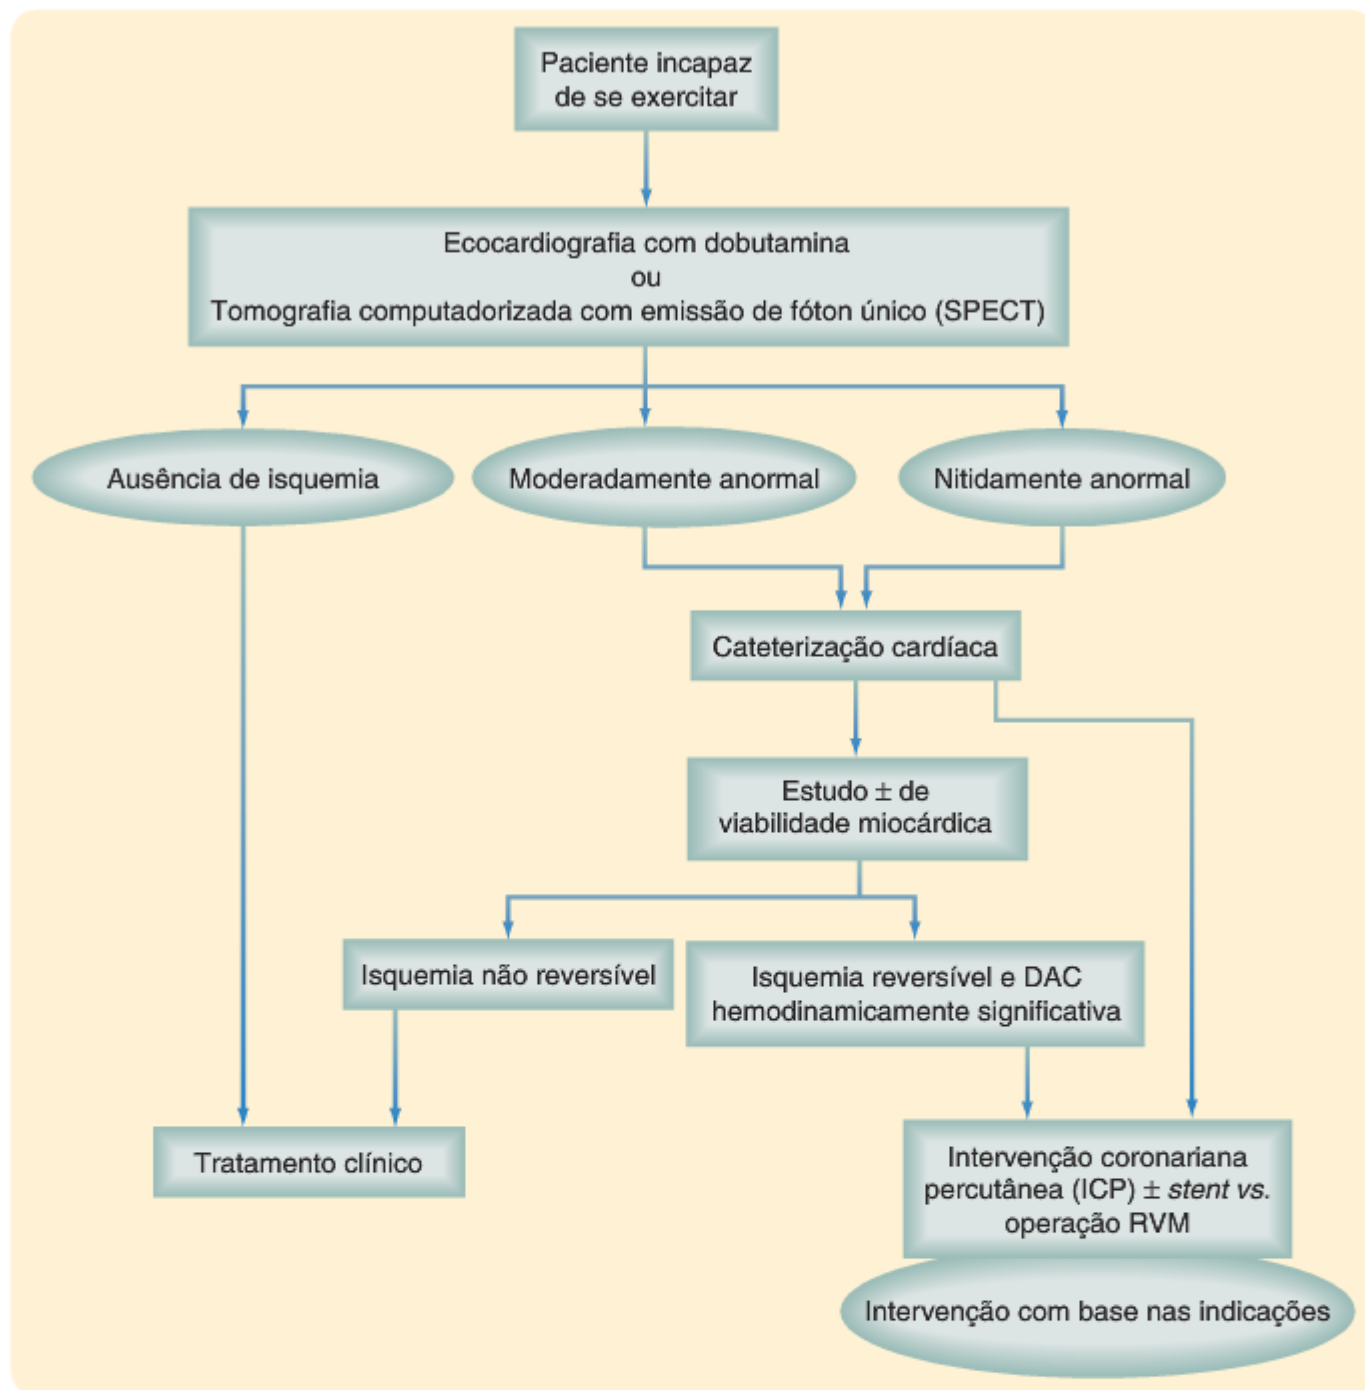 Paciente incapaz
de se exercitar
Ecocardiografia com dobutamina
ou
Tomografia computadorizada com emissão de fóton único (SPECT)
Ausência de isquemia
Moderadamente anormal
Nitidamente anormal
Cateterização cardíaca
Estudo ± de
viabilidade miocárdica
Isquemia não reversível
Isquemia reversível e DAC
hemodinamicamente significativa
Tratamento clínico
Intervenção coronariana
percutânea (ICP) ± stent vs.
operação RVM
Intervenção com base nas indicações